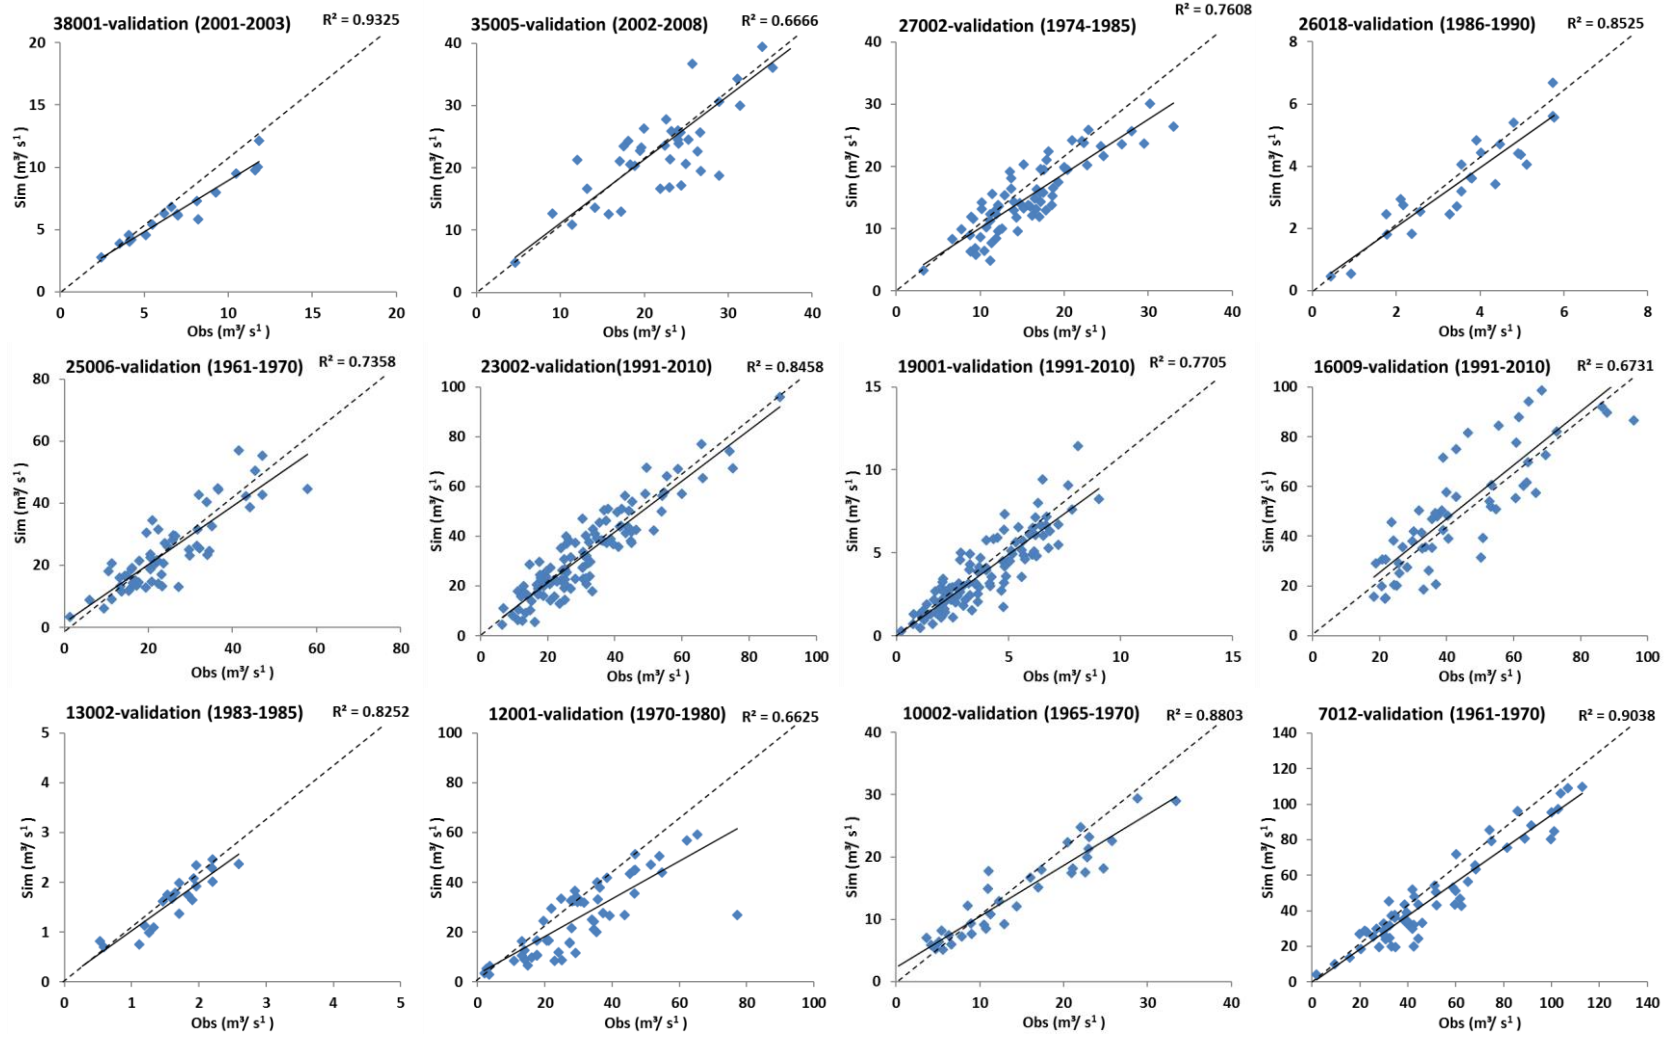 38001-validation (2001-2003)
R² = 0.9325
Sim (m³/ s¹)
20
15
10
5
0
0 5 10 15 20
Obs (m³/ s¹ )
35005-validation (2002-2008)
R² = 0.6666
Sim (m³/ s¹)
40
30
20
10
0
0 10 20 30 40
Obs (m³/ s¹ )
27002-validation (1974-1985)
R² = 0.7608
Sim (m³/ s¹)
40
30
20
10
0
0 10 20 30 40
Obs (m³/ s¹ )
26018-validation (1986-1990)
R² = 0.8525
Sim (m³/ s¹)
8
6
4
2
0
0 2 4 6 8
Obs (m³/ s¹ )
25006-validation (1961-1970)
R² = 0.7358
Sim (m³/ s¹)
80
60
40
20
0
0 20 40 60 80
Obs (m³/ s¹ )
23002-validation(1991-2010)
R² = 0.8458
Sim (m³/ s¹)
100
80
60
40
20
0
0 20 40 60 80 100
Obs (m³/ s¹ )
19001-validation (1991-2010)
R² = 0.7705
Sim (m³/ s¹)
15
10
5
0
0 5 10 15
Obs (m³/ s¹ )
16009-validation (1991-2010)
R² = 0.6731
Sim (m³/ s¹)
100
80
60
40
20
0
0 20 40 60 80 100
Obs (m³/ s¹ )
13002-validation (1983-1985)
R² = 0.8252
Sim (m³/ s¹)
5
4
3
2
1
0
0 1 2 3 4 5
Obs (m³/ s¹ )
12001-validation (1970-1980)
R² = 0.6625
Sim (m³/ s¹)
100
80
60
40
20
0
0 20 40 60 80 100
Obs (m³/ s¹ )
10002-validation (1965-1970)
R² = 0.8803
Sim (m³/ s¹)
40
30
20
10
0
0 10 20 30 40
Obs (m³/ s¹ )
7012-validation (1961-1970)
R² = 0.9038
Sim (m³/ s¹)
140
120
100
80
60
40
20
0
0 20 40 60 80 100 120 140
Obs (m³/ s¹ )